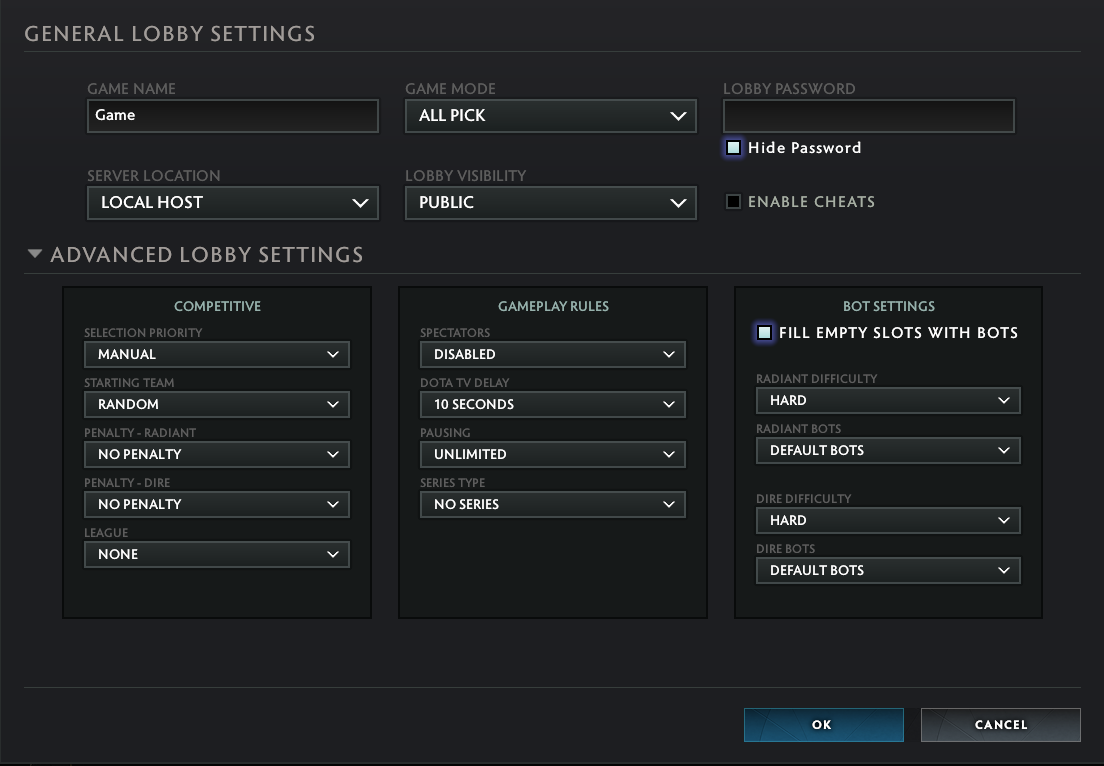 GENERAL LOBBY SETTINGS
GAME NAME
Game
GAME MODE
ALL PICK
LOBBY PASSWORD
Hide Password
SERVER LOCATION
LOCAL HOST
LOBBY VISIBILITY
PUBLIC
ENABLE CHEATS
ADVANCED LOBBY SETTINGS
COMPETITIVE
SELECTION PRIORITY
MANUAL
STARTING TEAM
RANDOM
PENALTY - RADIANT
NO PENALTY
PENALTY - DIRE
NO PENALTY
LEAGUE
NONE
GAMEPLAY RULES
SPECTATORS
DISABLED
DOTA TV DELAY
10 SECONDS
PAUSING
UNLIMITED
SERIES TYPE
NO SERIES
BOT SETTINGS
FILL EMPTY SLOTS WITH BOTS
RADIANT DIFFICULTY
HARD
RADIANT BOTS
DEFAULT BOTS
DIRE DIFFICULTY
HARD
DIRE BOTS
DEFAULT BOTS
OK
CANCEL